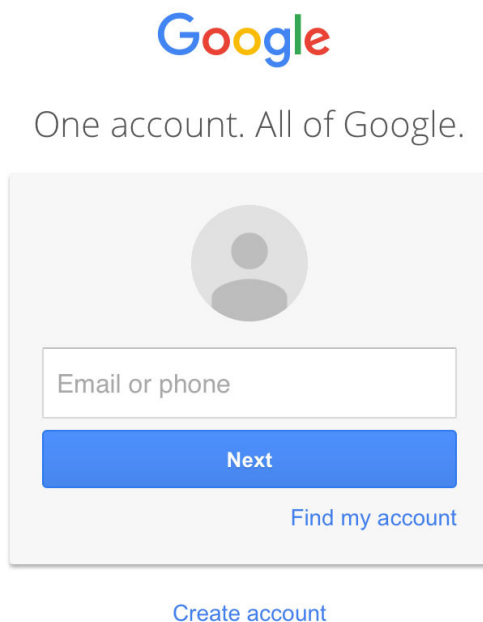 Google
One account. All of Google.
Email or phone
Next
Find my account
Create account